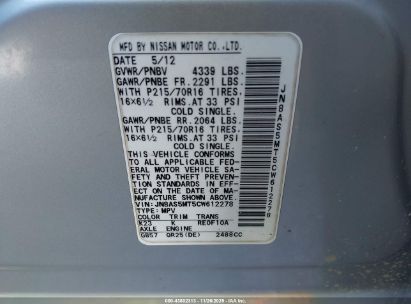 MFD BY NISSAN MOTOR CO.,LTD.
5/12
GVWR/PNBV 4339 LBS.
GAWR/PNBE FR. 2291 LBS.
WITH P215/70R16 TIRES,
16X6½ RIMS. AT 33 PSI
COLD SINGLE.
GAWR/PNBE RR. 2064 LBS.
WITH P215/70R16 TIRES,
16X6½ RIMS. AT 33 PSI
COLD SINGLE.
THIS VEHICLE CONFORMS
TO ALL APPLICABLE FED-
ERAL MOTOR VEHICLE SA-
FETY AND THEFT PREVEN-
TION STANDARDS IN EFF-
ECT ON THE DATE OF MA-
NUFACTURE SHOWN ABOVE.
VIN: JN8AS5MT5CW612278
TYPE: MPV
COLOR TRIM TRANS
K23 K RE0F10A
AXLE ENGINE
GB57 QR25(DE) 2488CC
JN8AS5MT5CW612278